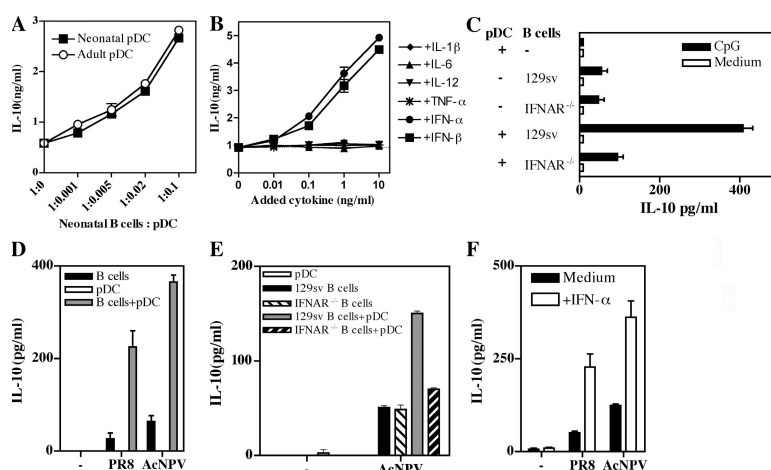 A
Neonatal pDC
Adult pDC
IL-10(ng/ml)
3
2
1
0
1:0
1:0.001
1:0.005
1:0.02
1:0.1
Neonatal B cells : pDC
B
IL-10(ng/ml)
6
5
4
3
2
1
0
0
0.01
0.1
1
10
Added cytokine (ng/ml)
+IL-1β
+IL-6
+IL-12
+TNF-α
+IFN-α
+IFN-β
C
pDC B cells
+ -
- 129sv
- IFNAR-/-
+ 129sv
+ IFNAR-/-
CpG
Medium
0 200 400
IL-10 pg/ml
D
IL-10 (pg/ml)
400
200
0
B cells
pDC
B cells+pDC
- PR8 AcNPV
E
IL-10 (pg/ml)
200
100
0
pDC
129sv B cells
IFNAR-/- B cells
129sv B cells+pDC
IFNAR-/- B cells+pDC
- AcNPV
F
IL-10 (pg/ml)
500
250
0
Medium
+IFN-α
- PR8 AcNPV